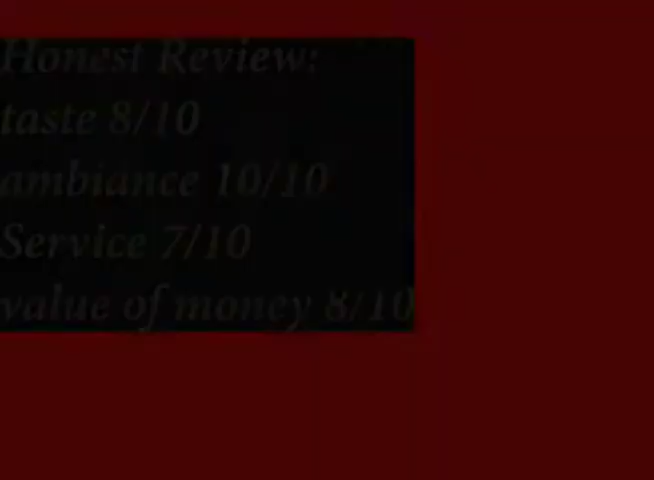 Honest Review:
taste 8/10
ambiance 10/10
Service 7/10
value of money 8/10